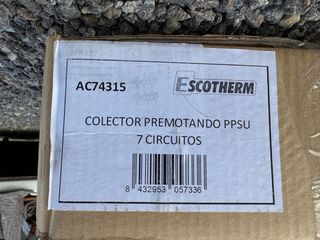 AC74315
ESCOTHERM
COLECTOR PREMOTANDO PPSU
7 CIRCUITOS
8 432953 057336